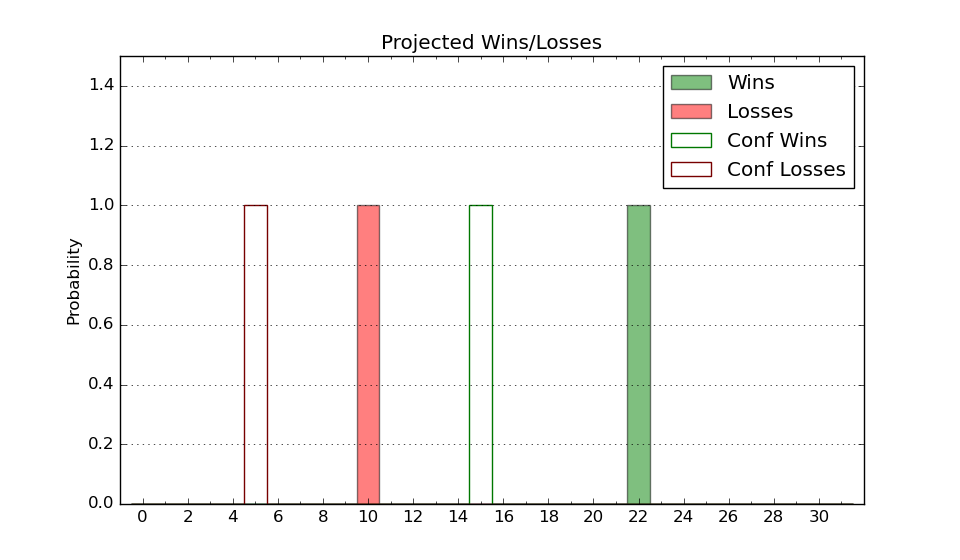 Projected Wins/Losses
Wins
Losses
Conf Wins
Conf Losses
Probability
1.4
1.2
1.0
0.8
0.6
0.4
0.2
0.0
0 2 4 6 8 10 12 14 16 18 20 22 24 26 28 30